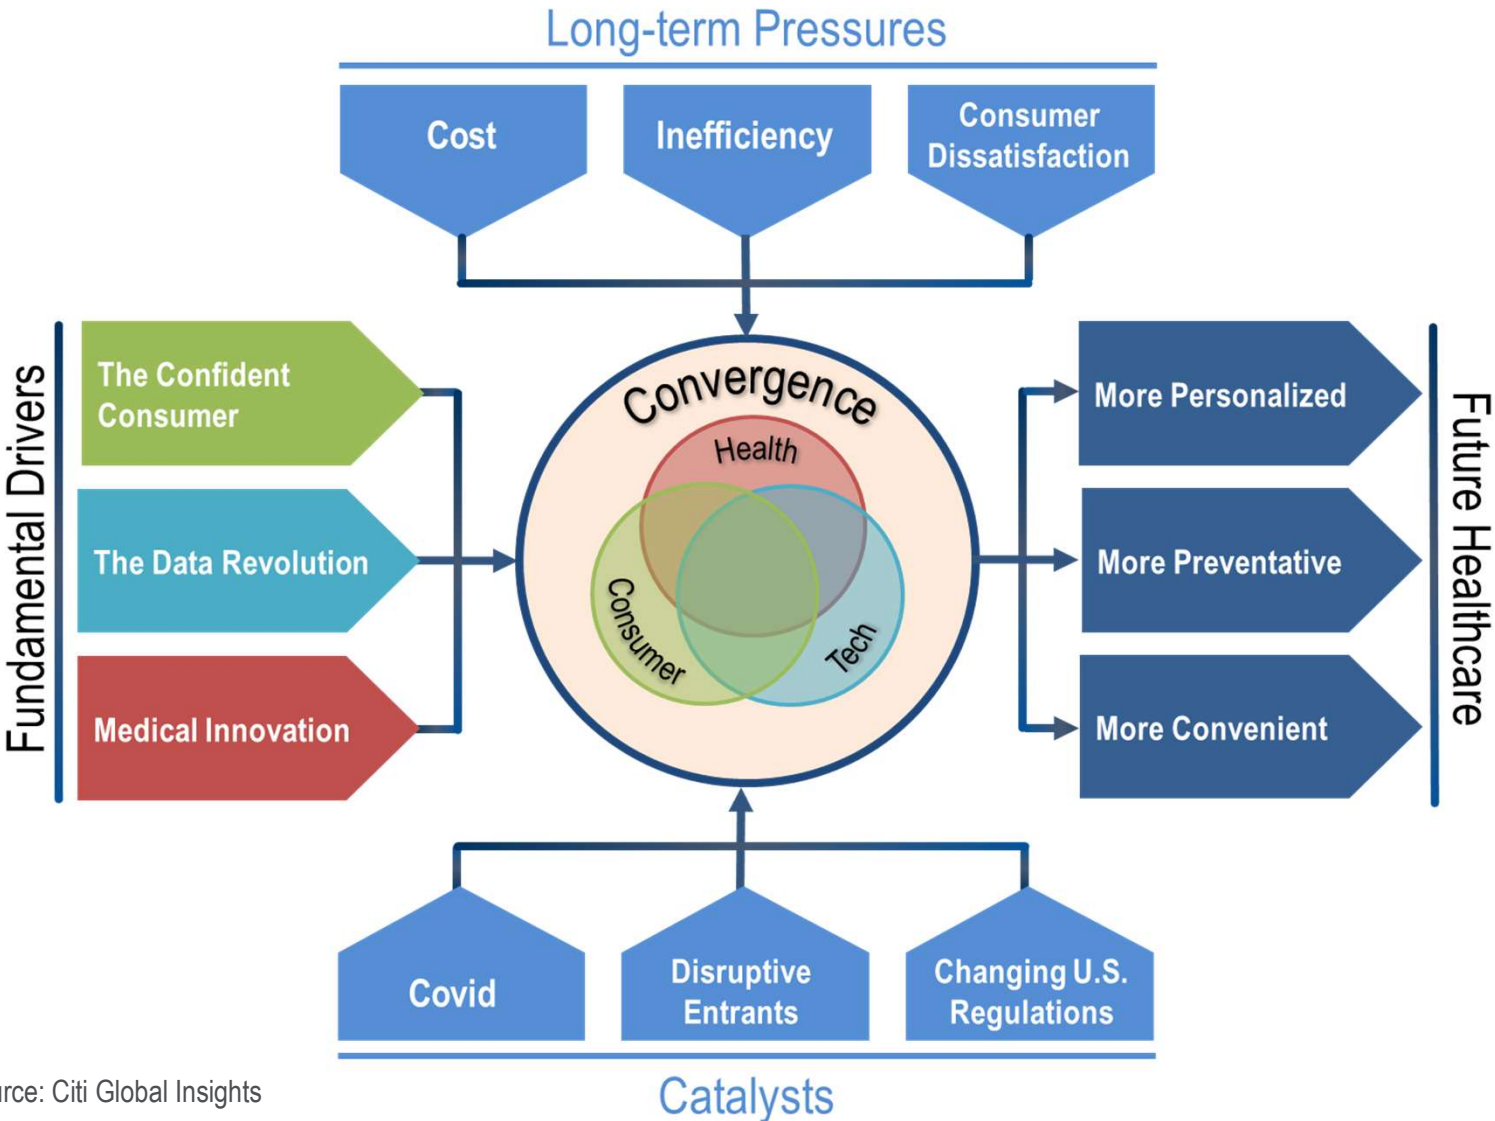 Long-term Pressures
Cost
Inefficiency
Consumer
Dissatisfaction
Fundamental Drivers
The Confident
Consumer
The Data Revolution
Medical Innovation
Convergence
Health
Consumer
Tech
More Personalized
More Preventative
More Convenient
Future Healthcare
Covid
Disruptive
Entrants
Changing U.S.
Regulations
Catalysts
: Citi Global Insights